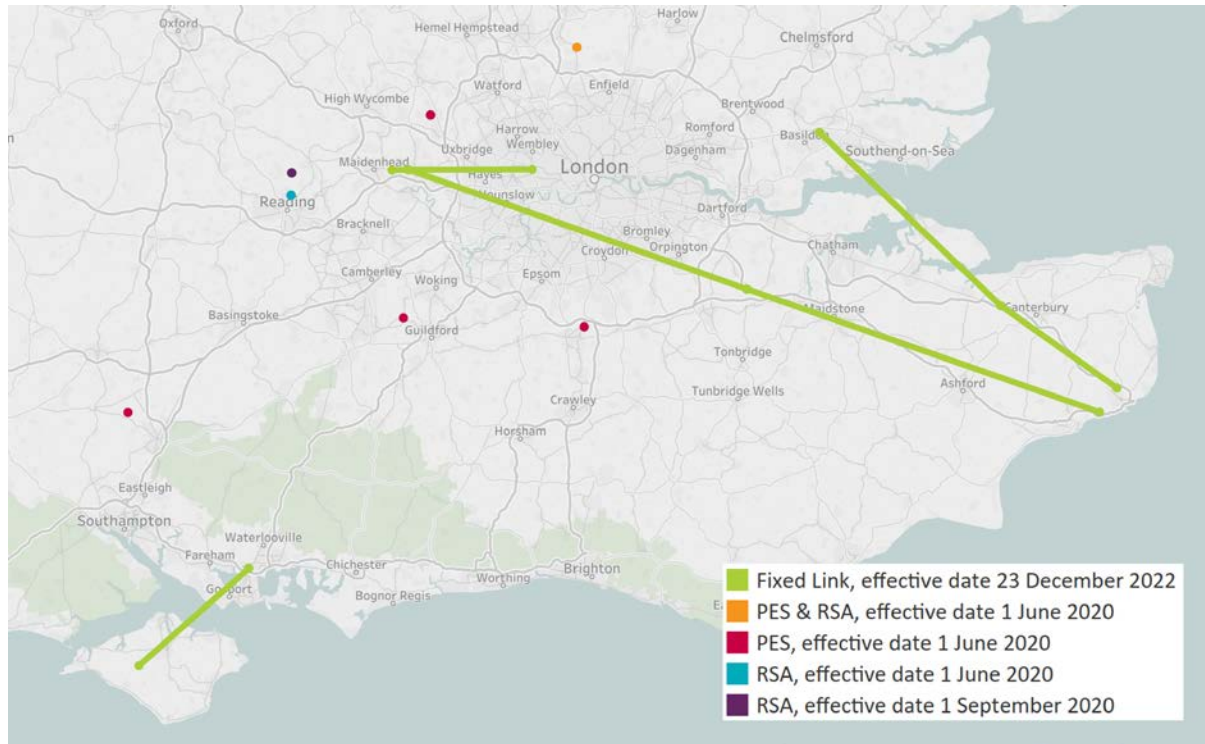 Oxford
Hemel Hempstead
Harlow
Chelmsford
Watford
Enfield
High Wycombe
Brentwood
Harrow
Romford
Basildon
Uxbridge
Wembley
Maidenhead
London
Dagenham
Southend-on-Sea
Hayes
Hounslow
Reading
Dartford
Bracknell
Bromley
Chatham
Croydon
Orpington
Camberley
Woking
Epsom
Basingstoke
Maidstone
Canterbury
Guildford
Tonbridge
Ashford
Tunbridge Wells
Crawley
Horsham
Eastleigh
Southampton
Waterlooville
Fareham
Chichester
Brighton
Worthing
Gosport
Bognor Regis
Fixed Link, effective date 23 December 2022
PES & RSA, effective date 1 June 2020
PES, effective date 1 June 2020
RSA, effective date 1 June 2020
RSA, effective date 1 September 2020